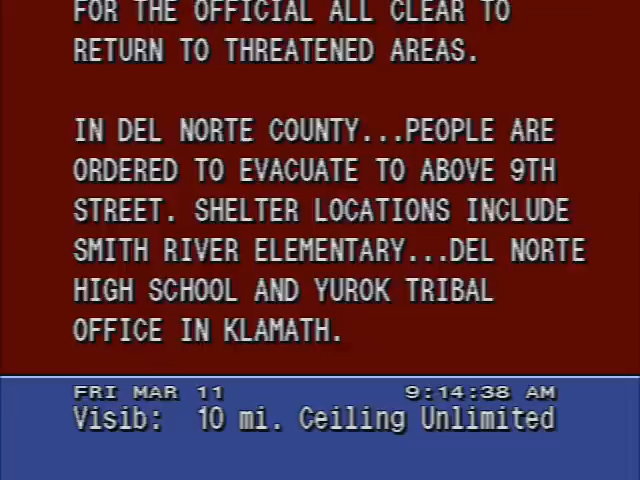 FOR THE OFFICIAL ALL CLEAR TO
RETURN TO THREATENED AREAS.
IN DEL NORTE COUNTY...PEOPLE ARE
ORDERED TO EVACUATE TO ABOVE 9TH
STREET. SHELTER LOCATIONS INCLUDE
SMITH RIVER ELEMENTARY...DEL NORTE
HIGH SCHOOL AND YUROK TRIBAL
OFFICE IN KLAMATH.
FRI MAR 11 9:14:38 AM
Visib: 10 mi. Ceiling Unlimited